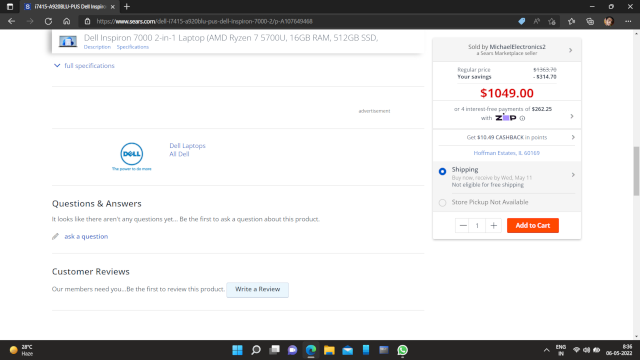 i7415-A920BLU-PUS Dell Inspiron
https://www.sears.com/dell-i7415-a920blu-pus-dell-inspiron-7000-2/p-A107649468
Dell Inspiron 7000 2-in-1 Laptop (AMD Ryzen 7 5700U, 16GB RAM, 512GB SSD,
Description Specifications
full specifications
advertisement
DELL
The power to do more
Dell Laptops
All Dell
Questions & Answers
It looks like there aren't any questions yet... Be the first to ask a question about this product.
ask a question
Customer Reviews
Our members need you...Be the first to review this product. Write a Review
Sold by MichaelElectronics2
a Sears Marketplace seller
Regular price $1363.70
Your savings - $314.70
$1049.00
or 4 interest-free payments of $262.25
with ZIP
Get $10.49 CASHBACK in points
Hoffman Estates, IL 60169
Shipping
Buy now, receive by Wed, May 11
Not eligible for free shipping
Store Pickup Not Available
1 Add to Cart
28°C
Haze
ENG
IN
8:36
06-05-2022